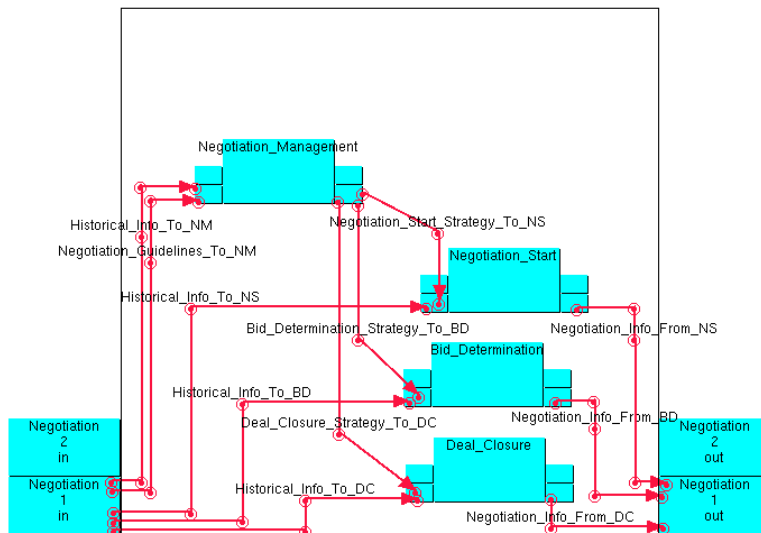 Negotiation_Management
Historical_Info_To_NM
Negotiation_Start_Strategy_To_NS
Negotiation_Guidelines_To_NM
Negotiation_Start
Historical_Info_To_NS
Bid_Determination_Strategy_To_BD
Negotiation_Info_From_NS
Bid_Determination
Historical_Info_To_BD
Deal_Closure_Strategy_To_DC
Negotiation_Info_From_BD
Negotiation
2
in
Deal_Closure
Negotiation
2
out
Negotiation
1
in
Historical_Info_To_DC
Negotiation_Info_From_DC
Negotiation
1
out